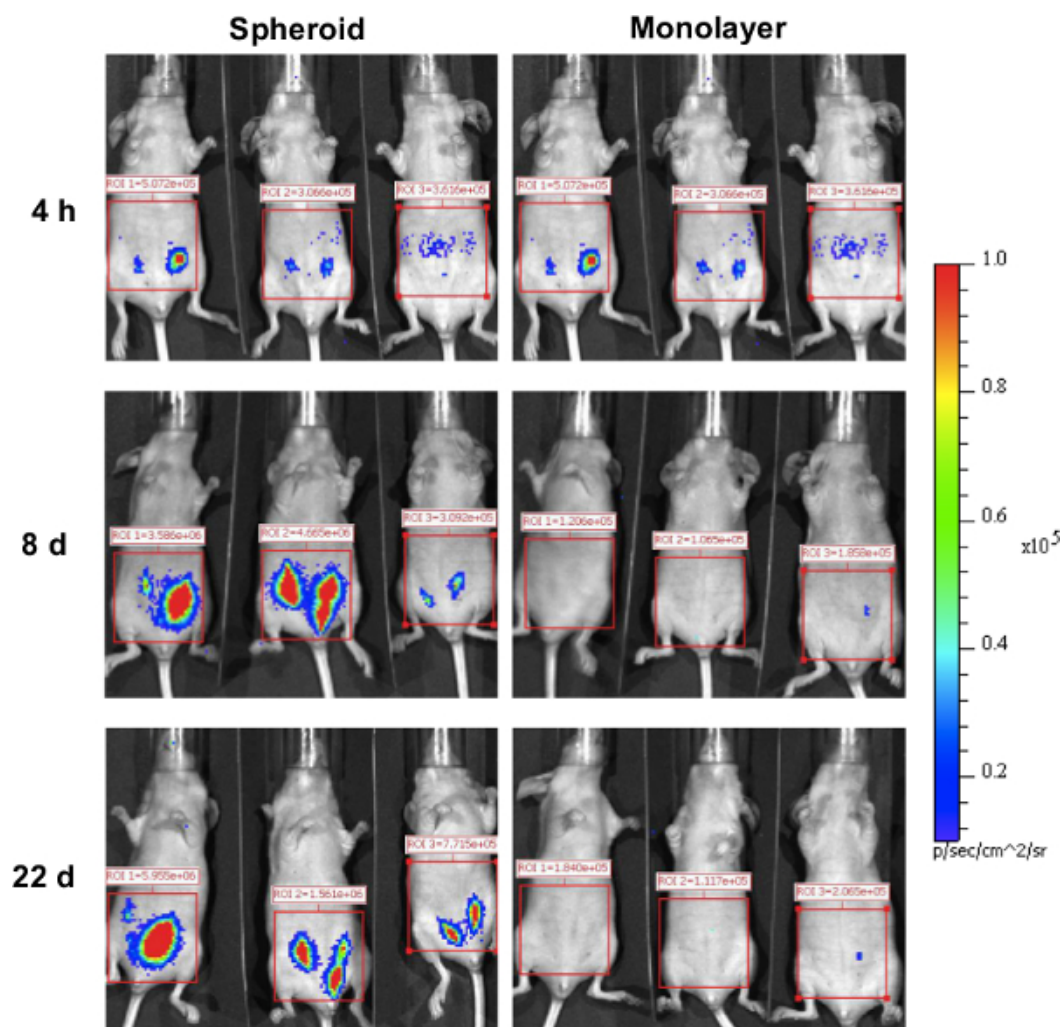 Spheroid Monolayer
4 h
ROI 1=5.072e+05 ROI 2=3.066e+05 ROI 3=3.616e+05
ROI 1=5.072e+05 ROI 2=3.066e+05 ROI 3=3.616e+05
8 d
ROI 1=3.586e+06 ROI 2=4.665e+06 ROI 3=3.092e+05
ROI 1=1.206e+05 ROI 2=1.065e+05 ROI 3=1.858e+05
22 d
ROI 1=5.955e+06 ROI 2=1.561e+06 ROI 3=7.715e+05
ROI 1=1.840e+05 ROI 2=1.117e+05 ROI 3=2.065e+05
1.0
0.8
0.6
x10^5
0.4
0.2
p/sec/cm^2/sr